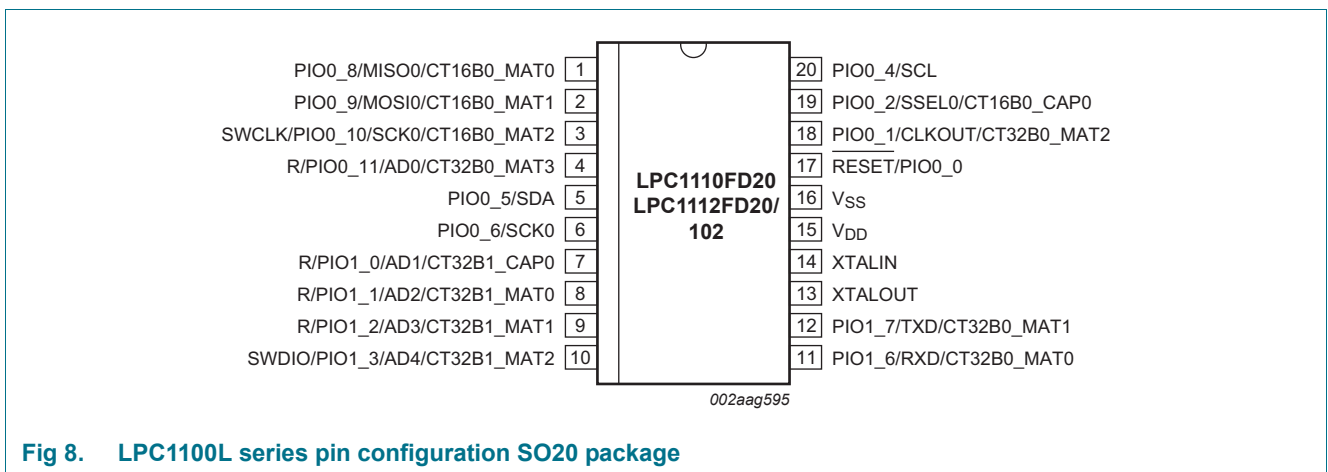 PIO0_8/MISO0/CT16B0_MAT0 1
PIO0_9/MOSI0/CT16B0_MAT1 2
SWCLK/PIO0_10/SCK0/CT16B0_MAT2 3
R/PIO0_11/AD0/CT32B0_MAT3 4
PIO0_5/SDA 5
PIO0_6/SCK0 6
R/PIO1_0/AD1/CT32B1_CAP0 7
R/PIO1_1/AD2/CT32B1_MAT0 8
R/PIO1_2/AD3/CT32B1_MAT1 9
SWDIO/PIO1_3/AD4/CT32B1_MAT2 10
LPC1110FD20
LPC1112FD20/
102
20 PIO0_4/SCL
19 PIO0_2/SSEL0/CT16B0_CAP0
18 PIO0_1/CLKOUT/CT32B0_MAT2
17 RESET/PIO0_0
16 VSS
15 VDD
14 XTALIN
13 XTALOUT
12 PIO1_7/TXD/CT32B0_MAT1
11 PIO1_6/RXD/CT32B0_MAT0
002aag595
Fig 8. LPC1100L series pin configuration SO20 package